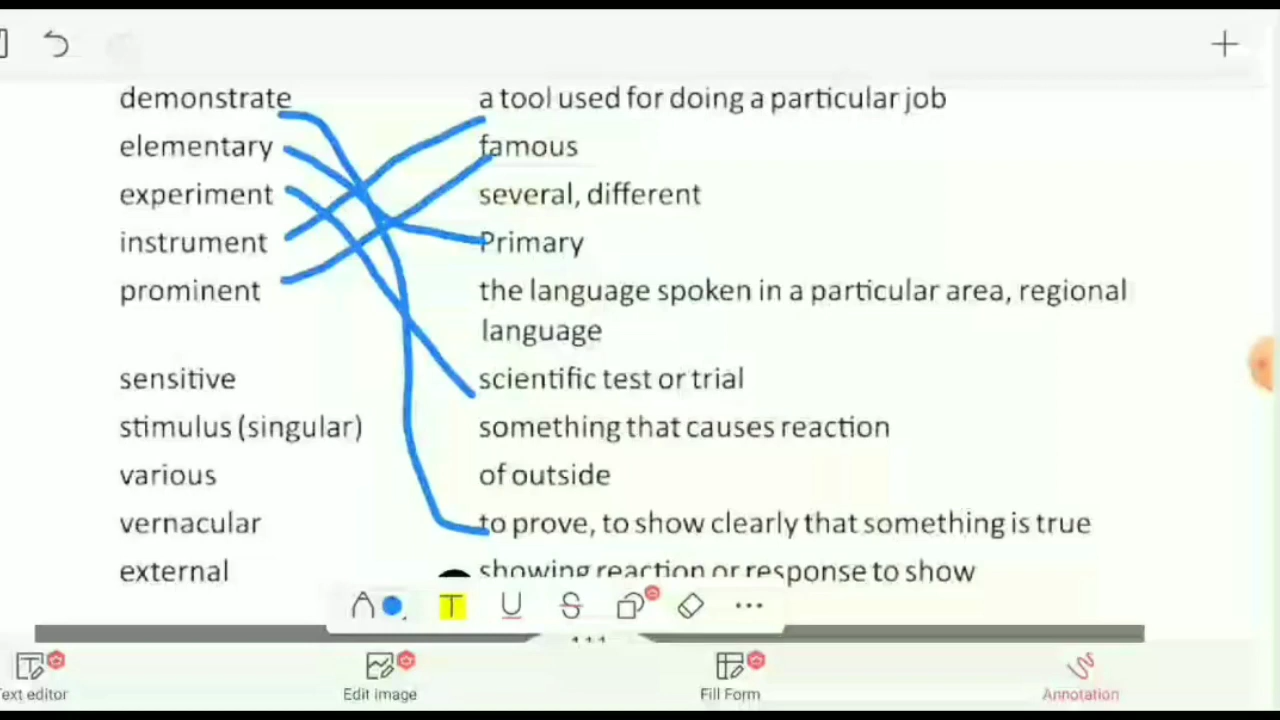 demonstrate a tool used for doing a particular job
elementary famous
experiment several, different
instrument Primary
prominent the language spoken in a particular area, regional
language
sensitive scientific test or trial
stimulus (singular) something that causes reaction
various of outside
vernacular to prove, to show clearly that something is true
external showing reaction or response to show
T U S
ext editor Edit image Fill Form Annotation